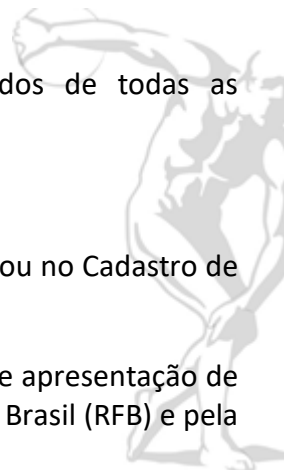 dos de todas as
ou no Cadastro de
e apresentação de
Brasil (RFB) e pela